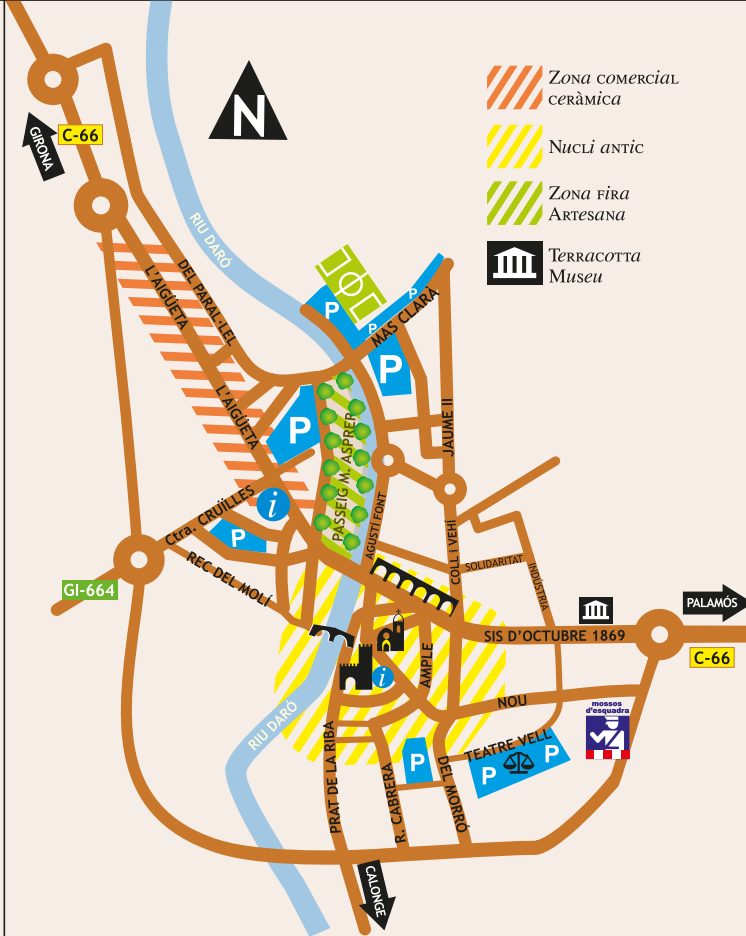 GIRONA
C-66
N
Zona comercial
ceràmica
Nucli antic
Zona fira
Artesana
Terracotta
Museu
RIU DARÓ
DEL PARAL·LEL
L'AIGÜETA
P
P
P
MAS CLARÀ
P
L'AIGÜETA
P
PASSEIG M. ASPRER
JAUME II
i
Ctra. CRUÏLLES
P
AGUSTÍ FONT
COLL I VEHÍ
SOLIDARITAT
INDÚSTRIA
REC DEL MOLÍ
GI-664
PALAMÓS
SIS D'OCTUBRE 1869
C-66
AMPLE
i
NOU
mossos
d'esquadra
RIU DARÓ
PRAT DE LA RIBA
R. CABRERA
P
DEL MORRÓ
TEATRE VELL
P
P
CALONGE